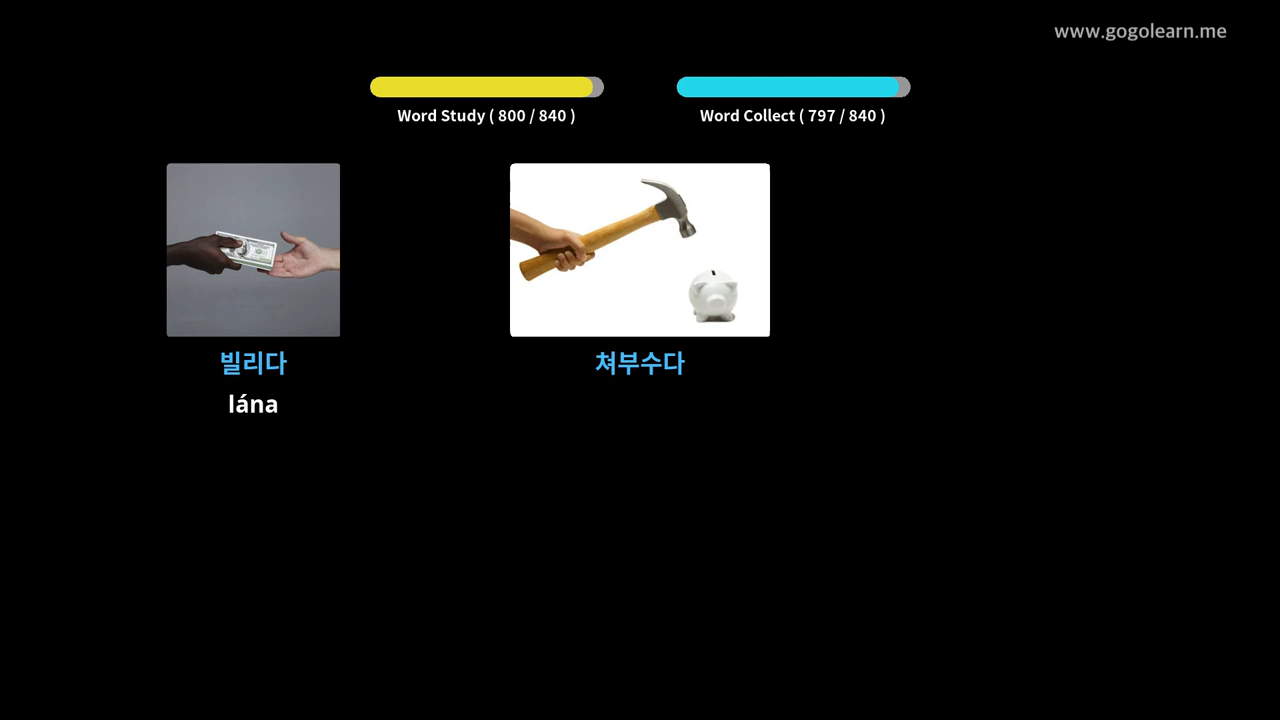 www.gogolearn.me
Word Study ( 800 / 840 )
Word Collect ( 797 / 840 )
빌리다
쳐부수다
lána